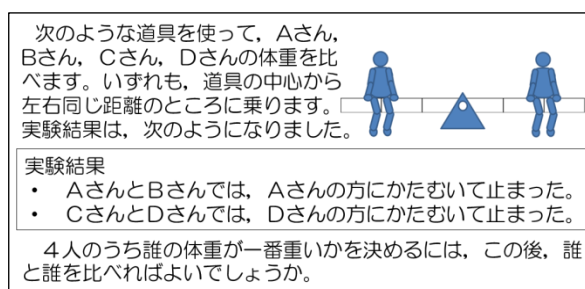 次のような道具を使って，Aさん，
Bさん，Cさん，Dさんの体重を比
べます。いずれも，道具の中心から
左右同じ距離のところに乗ります。
実験結果は，次のようになりました。
実験結果
・　AさんとBさんでは，Aさんの方にかたむいて止まった。
・　CさんとDさんでは，Dさんの方にかたむいて止まった。
4人のうち誰の体重が一番重いかを決めるには，この後，誰
と誰を比べればよいでしょうか。